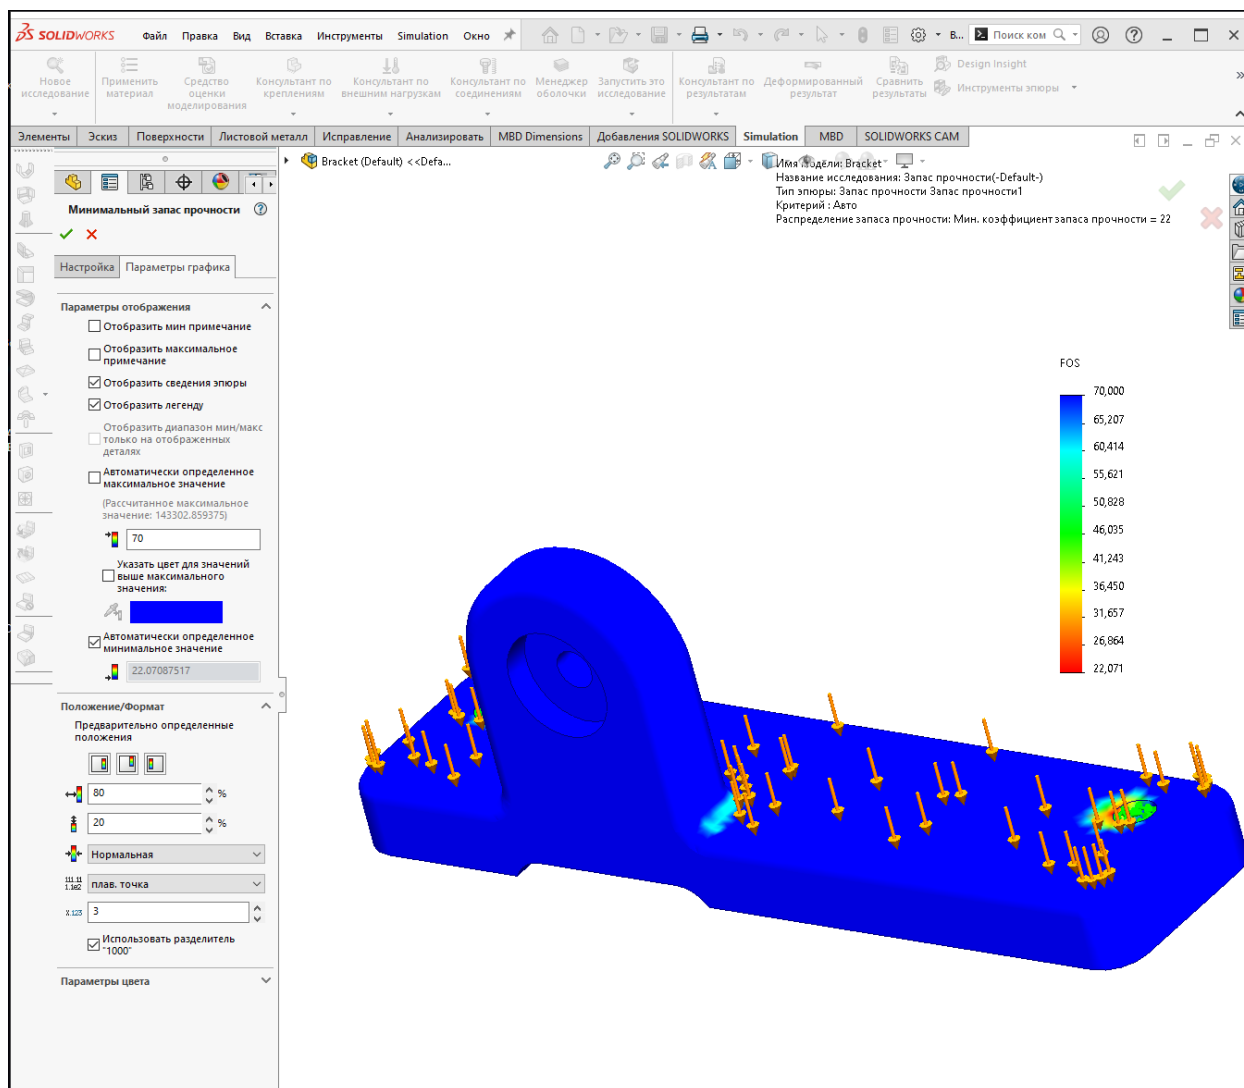 SOLIDWORKS Файл Правка Вид Вставка Инструменты Simulation Окно В... Поиск ком
Новое исследование
Применить материал
Средство оценки моделирования
Консультант по креплениям
Консультант по внешним нагрузкам
Консультант по соединениям
Менеджер оболочки
Запустить это исследование
Консультант по результатам
Деформированный результат
Сравнить результаты
Design Insight
Инструменты эпюры
Элементы Эскиз Поверхности Листовой металл Исправление Анализировать MBD Dimensions Добавления SOLIDWORKS Simulation MBD SOLIDWORKS CAM
Bracket (Default) <<Defa...
Имя модели: Bracket
Название исследования: Запас прочности(-Default-)
Тип эпюры: Запас прочности Запас прочности1
Критерий : Авто
Распределение запаса прочности: Мин. коэффициент запаса прочности = 22
Минимальный запас прочности
Настройка Параметры графика
Параметры отображения
Отобразить мин примечание
Отобразить максимальное
примечание
Отобразить сведения эпюры
Отобразить легенду
Отобразить диапазон мин/макс
только на отображенных
деталях
Автоматически определенное
максимальное значение
(Рассчитанное максимальное
значение: 143302.859375)
70
Указать цвет для значений
выше максимального
значения:
Автоматически определенное
минимальное значение
22.07087517
Положение/Формат
Предварительно определенные
положения
80 %
20 %
Нормальная
плав. точка
x.123 3
Использовать разделитель
"1000"
Параметры цвета
FOS
70,000
65,207
60,414
55,621
50,828
46,035
41,243
36,450
31,657
26,864
22,071